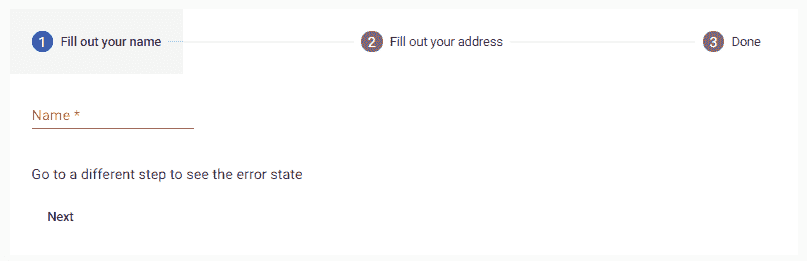 1 Fill out your name 2 Fill out your address 3 Done
Name *
Go to a different step to see the error state
Next